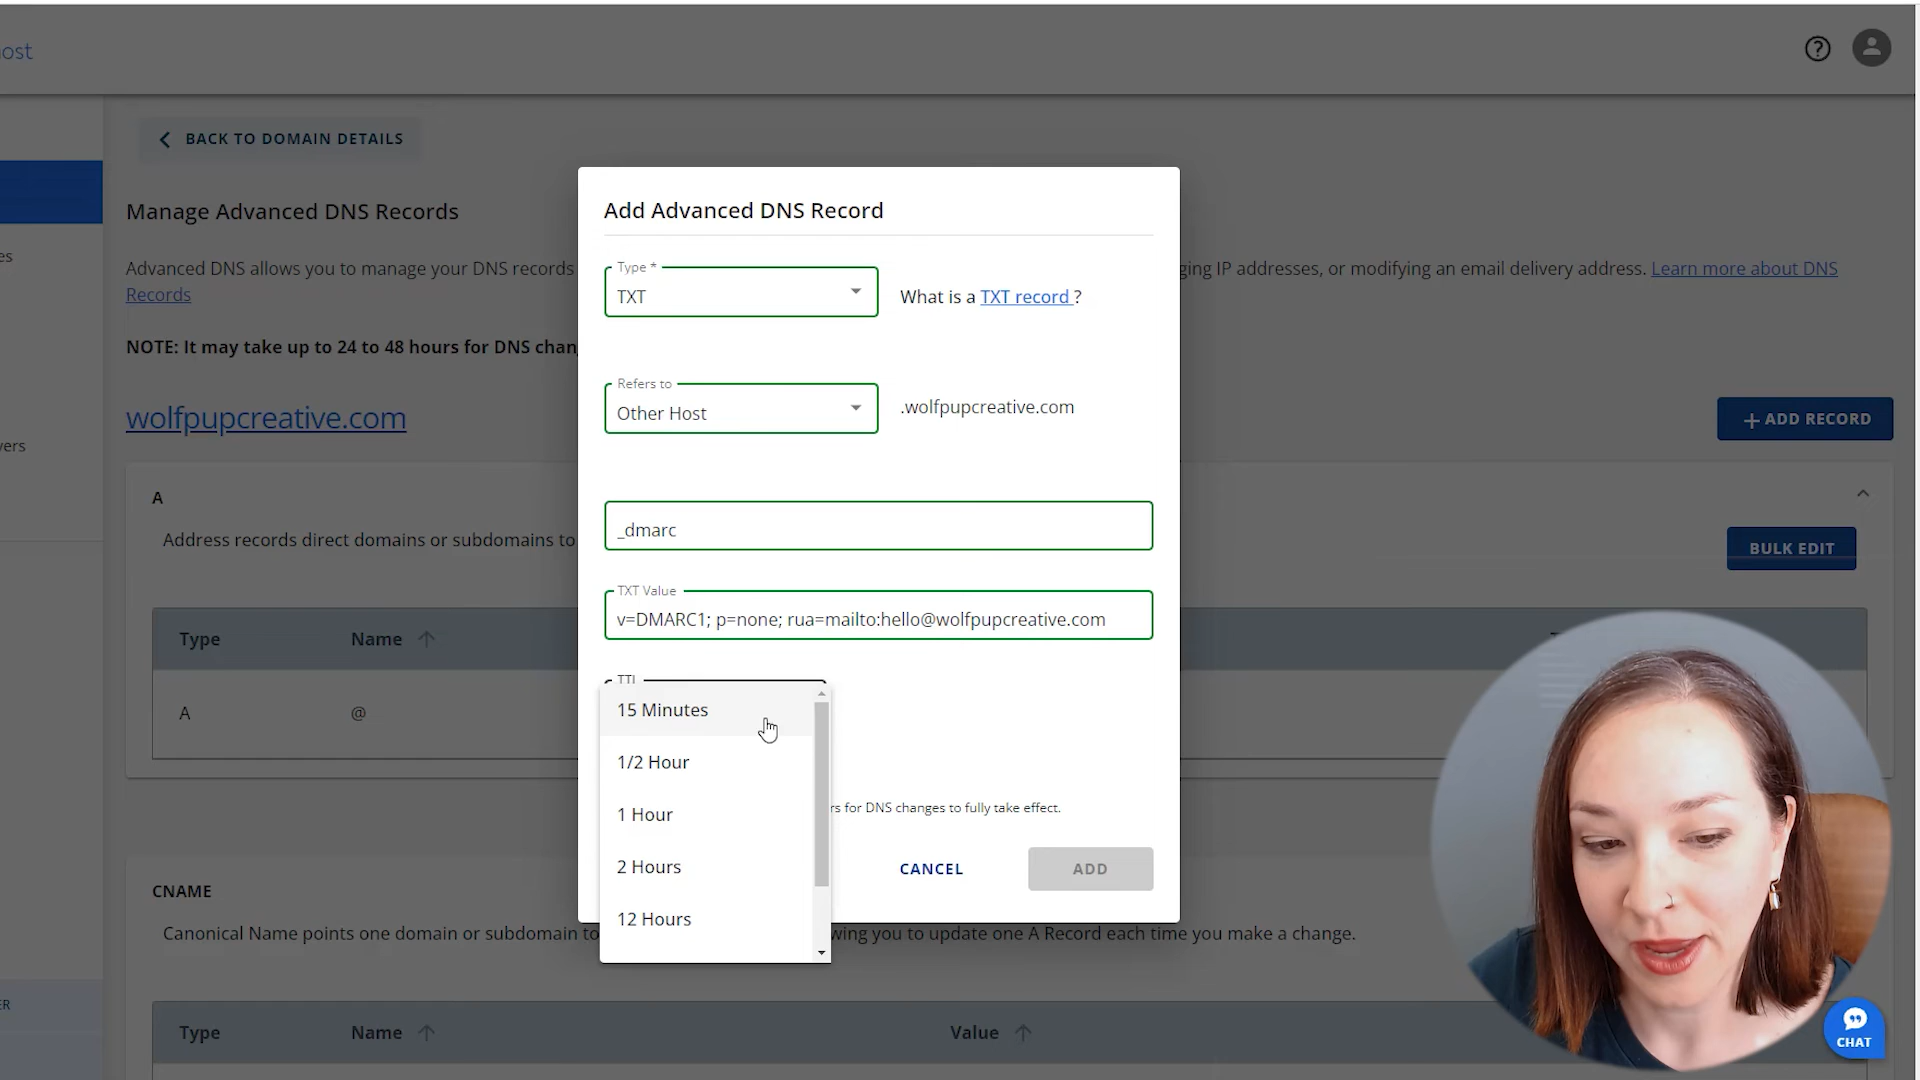 ost
BACK TO DOMAIN DETAILS
Manage Advanced DNS Records
Advanced DNS allows you to manage your DNS records
ging IP addresses, or modifying an email delivery address. Learn more about DNS
Records
NOTE: It may take up to 24 to 48 hours for DNS chan
wolfpupcreative.com
ADD RECORD
es
vers
ER
A
Address records direct domains or subdomains to
BULK EDIT
Type
Name
A
@
CNAME
Canonical Name points one domain or subdomain to
wing you to update one A Record each time you make a change.
Type
Name
Value
Add Advanced DNS Record
Type *
TXT
What is a TXT record ?
Refers to
Other Host
.wolfpupcreative.com
_dmarc
TXT Value
v=DMARC1; p=none; rua=mailto:hello@wolfpupcreative.com
TTL
15 Minutes
1/2 Hour
1 Hour
2 Hours
12 Hours
rs for DNS changes to fully take effect.
CANCEL
ADD
CHAT